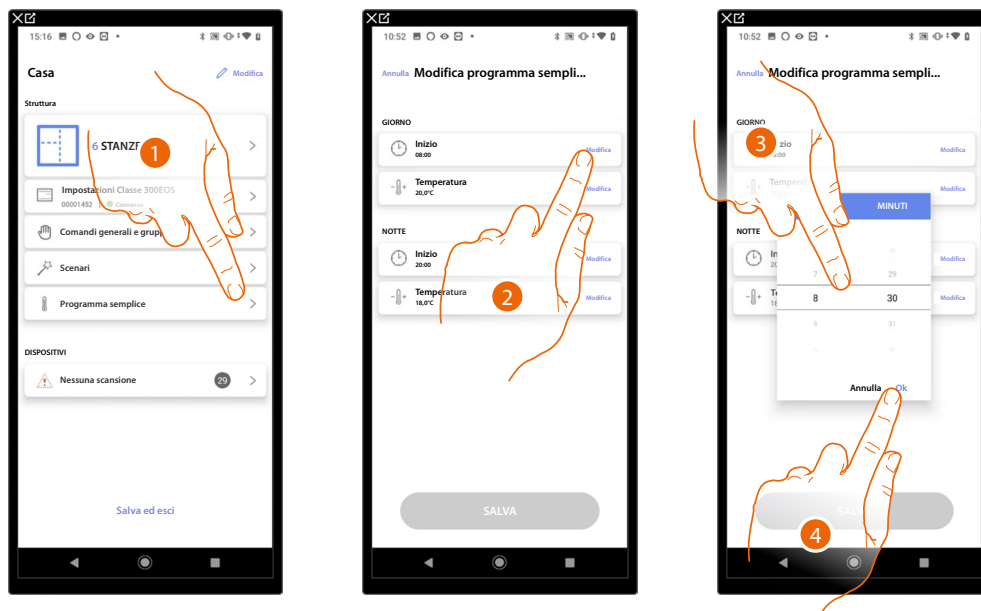 15:16
Casa
Modifica
Struttura
6 STANZE
1
Impostazioni Classe 300EOS
00001452 | Connesso
Comandi generali e gruppi
Scenari
Programma semplice
DISPOSITIVI
Nessuna scansione
29
Salva ed esci
10:52
Annulla Modifica programma sempli...
GIORNO
Inizio
08:00
Modifica
Temperatura
20,0°C
Modifica
NOTTE
Inizio
20:00
Modifica
Temperatura
18,0°C
Modifica
2
SALVA
10:52
Annulla Modifica programma sempli...
GIORNO
3
Modifica
Modifica
MINUTI
NOTTE
Modifica
7 29
8 30
Modifica
9 31
Annulla Ok
SALVA
4